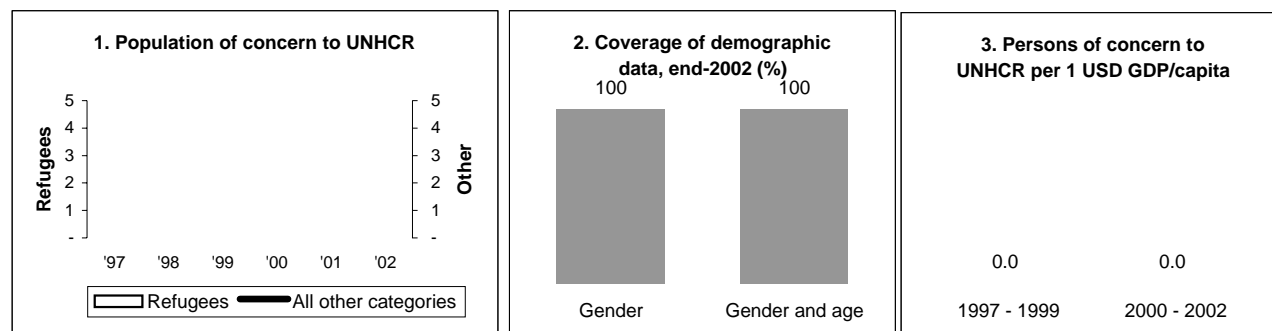 1. Population of concern to UNHCR
5
4
3
2
1
-
Refugees
5
4
3
2
1
-
Other
'97 '98 '99 '00 '01 '02
Refugees All other categories
2. Coverage of demographic
data, end-2002 (%)
100 100
Gender Gender and age
3. Persons of concern to
UNHCR per 1 USD GDP/capita
0.0 0.0
1997 - 1999 2000 - 2002